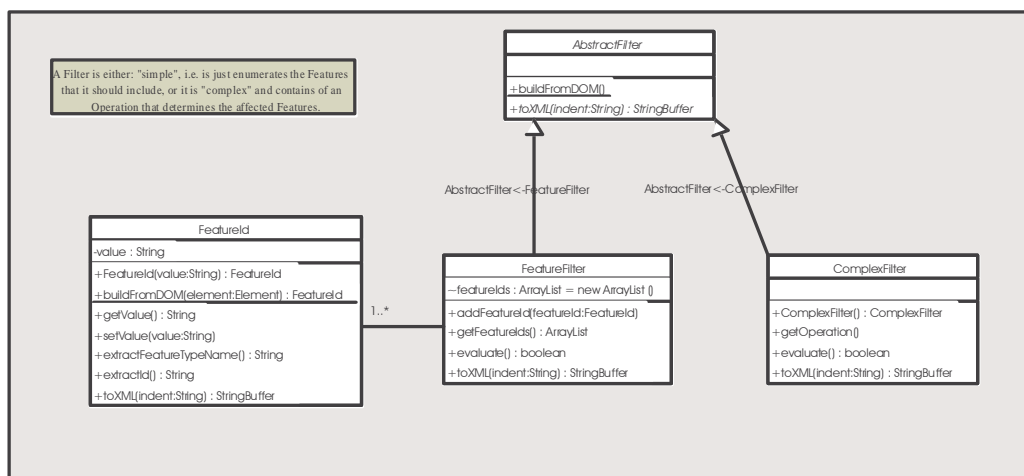 A Filter is either: "simple", i.e. is just enumerates the Features
that it should include, or it is "complex" and contains of an
Operation that determines the affected Features.
AbstractFilter
+buildFromDOM()
+toXML(indent:String) : StringBuffer
AbstractFilter<-FeatureFilter
AbstractFilter<-ComplexFilter
FeatureId
-value : String
+FeatureId(value:String) : FeatureId
+buildFromDOM(element:Element) : FeatureId
+getValue() : String
+setValue(value:String)
+extractFeatureTypeName() : String
+extractId() : String
+toXML(indent:String) : StringBuffer
1..*
FeatureFilter
~featureIds : ArrayList = new ArrayList ()
+addFeatureId(featureId:FeatureId)
+getFeatureIds() : ArrayList
+evaluate() : boolean
+toXML(indent:String) : StringBuffer
ComplexFilter
+ComplexFilter() : ComplexFilter
+getOperation()
+evaluate() : boolean
+toXML(indent:String) : StringBuffer